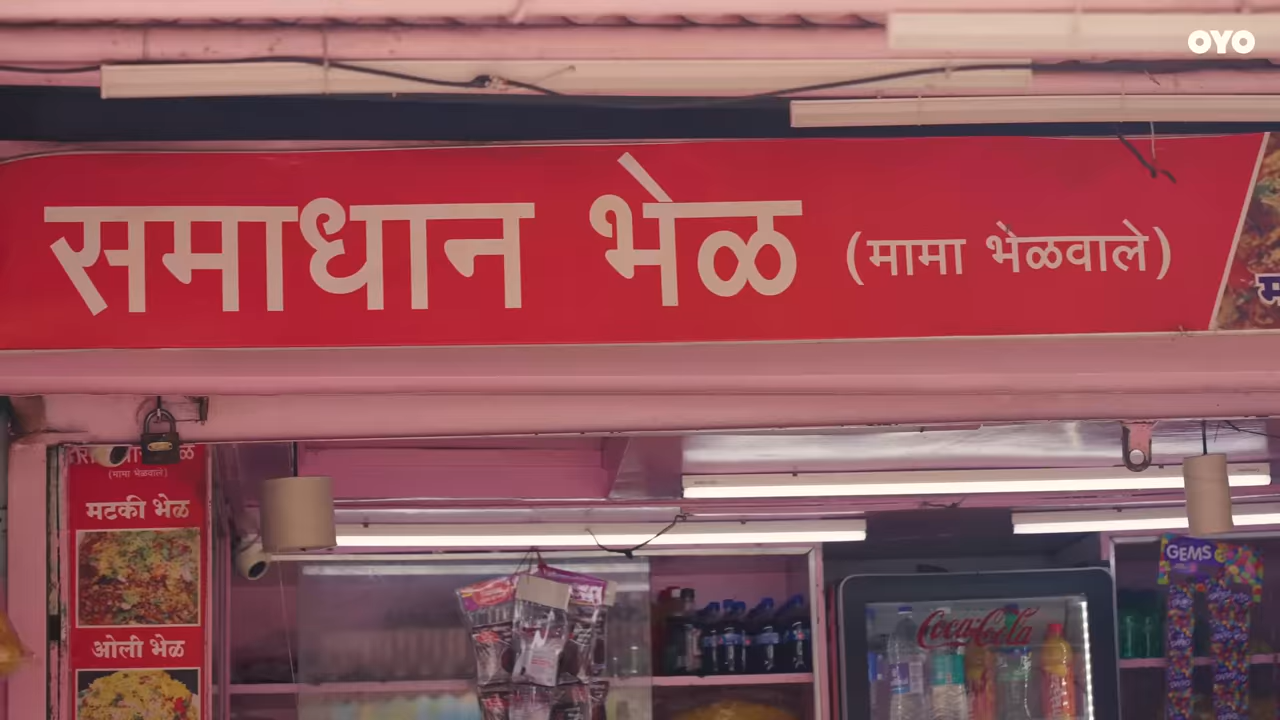 OYO
समाधान भेळ (मामा भेळवाले)
(मामा भेळवाले)
मटकी भेळ
ओली भेळ
GEMS
Coca-Cola